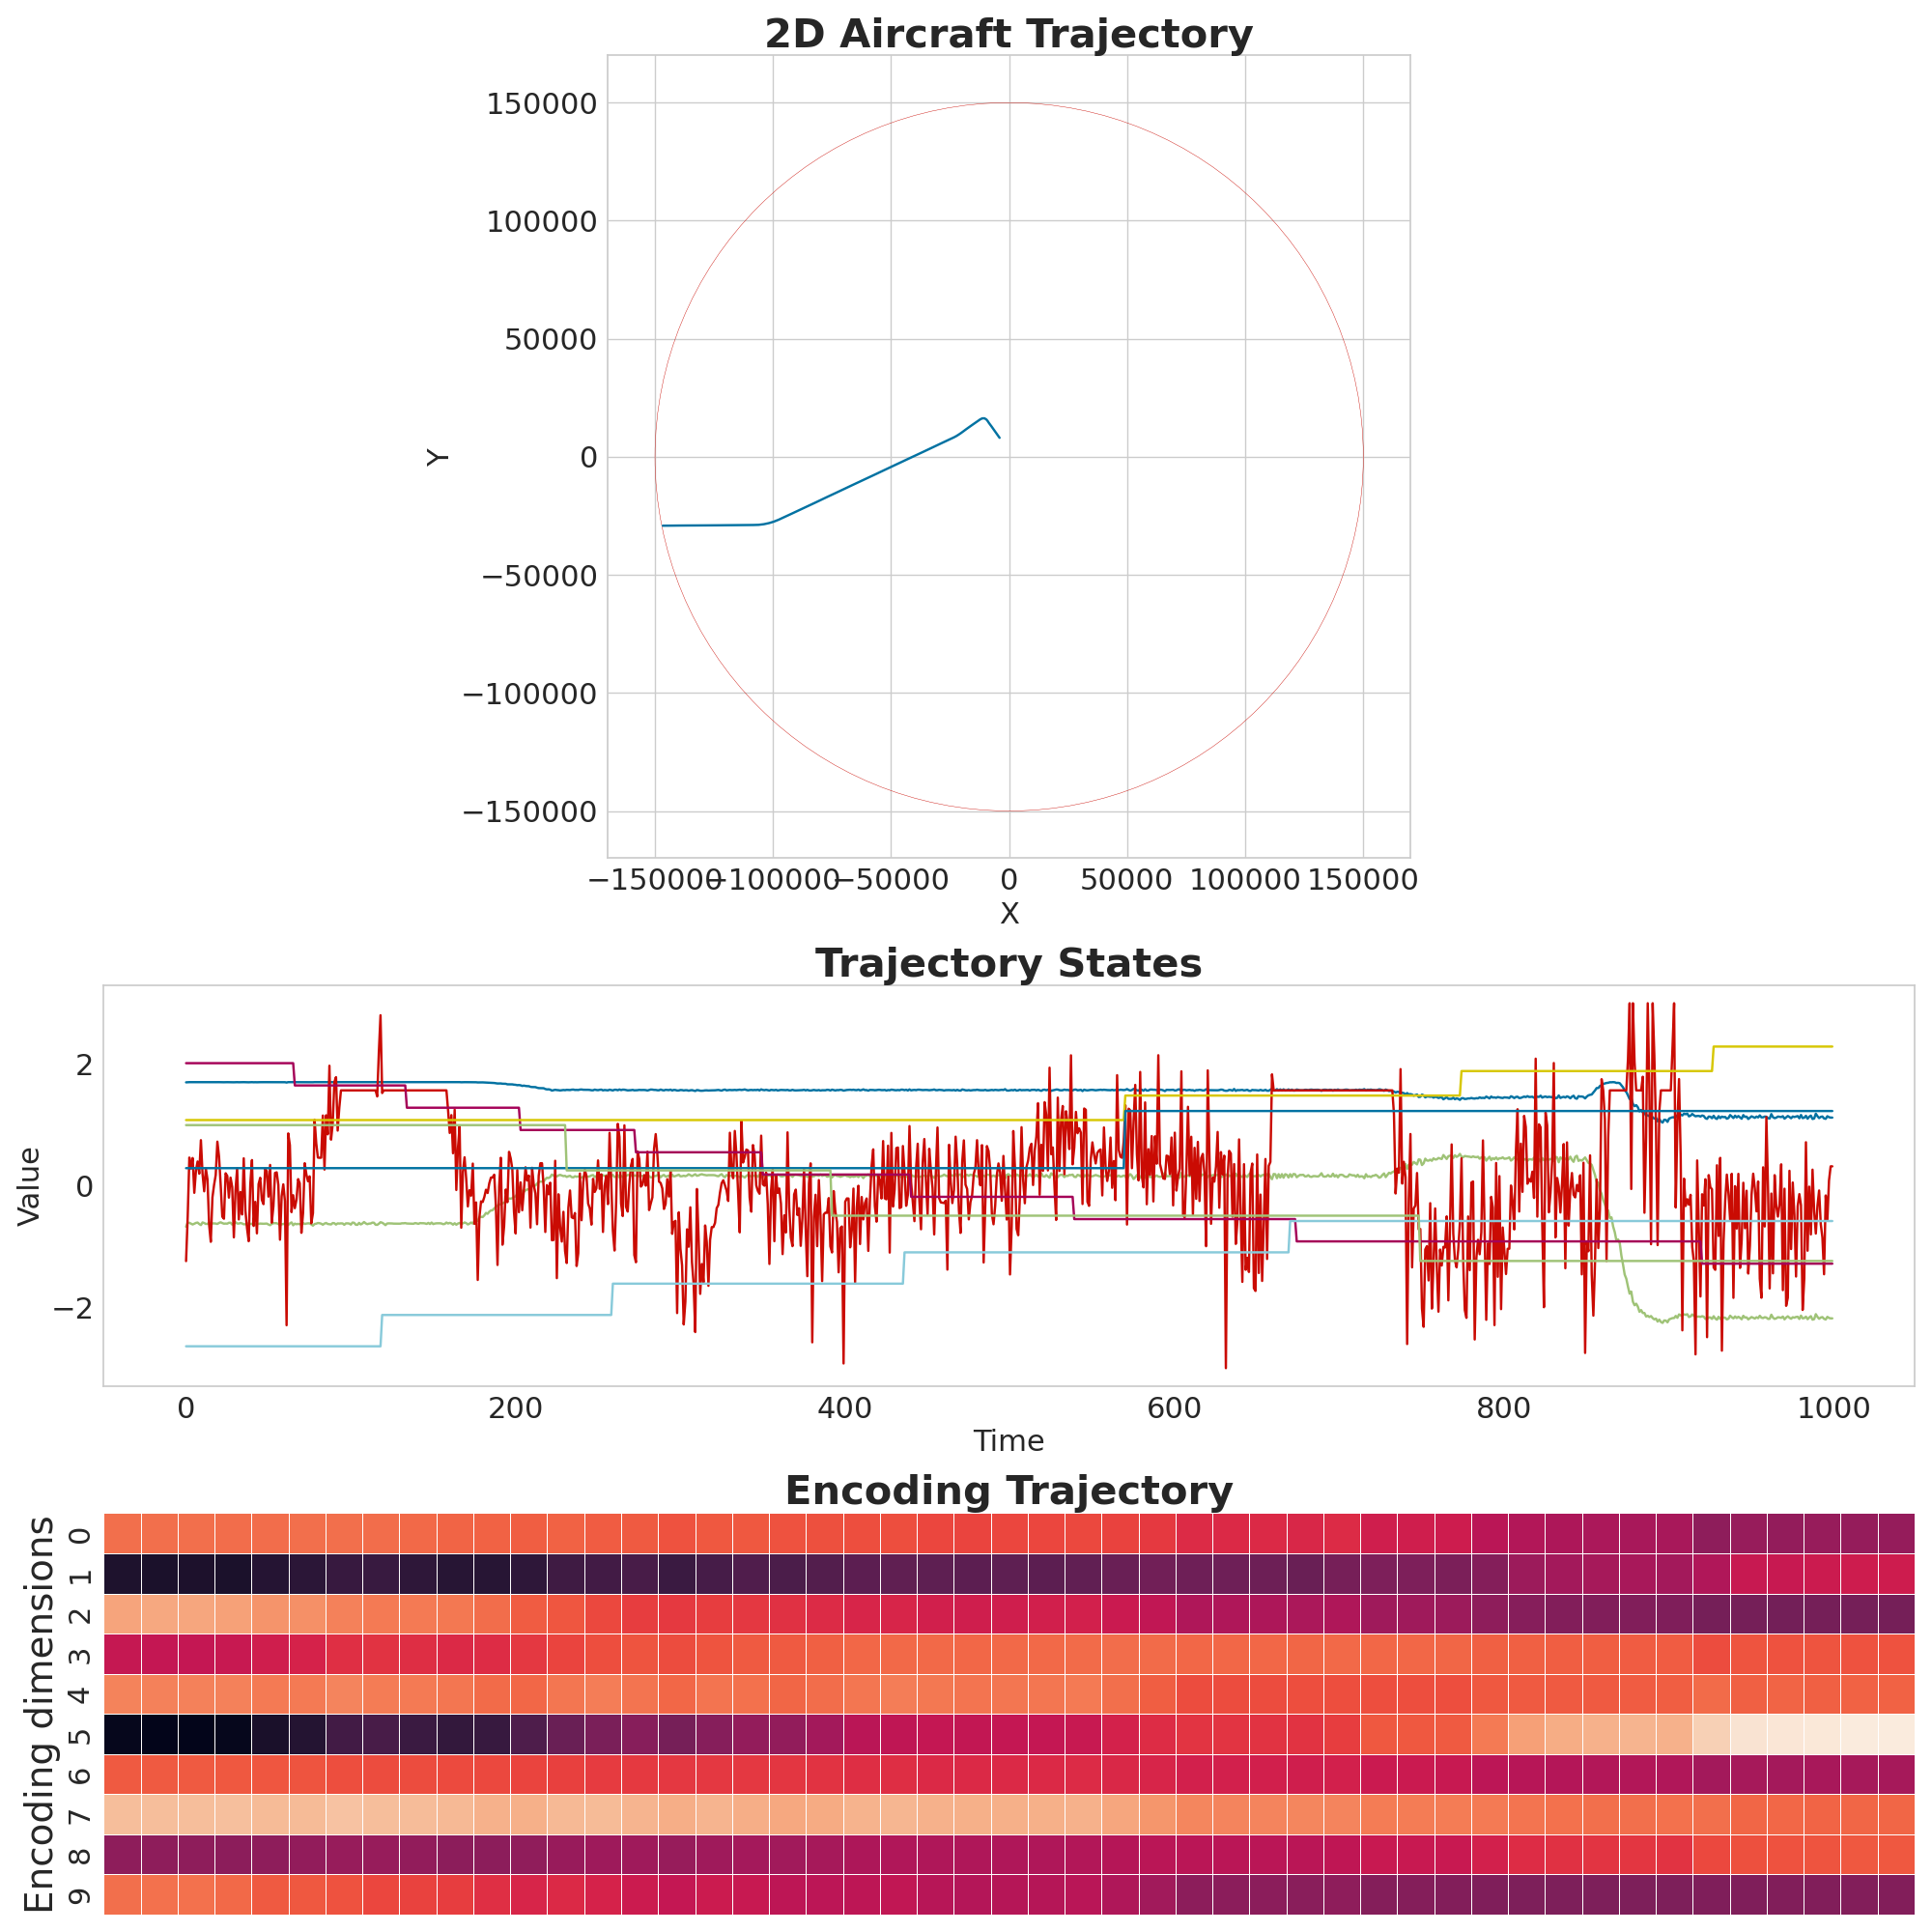 2D Aircraft Trajectory
150000
100000
50000
0
−50000
−100000
−150000
Y
−150000 −100000 −50000 0 50000 100000 150000
X
Trajectory States
2
0
−2
Value
0 200 400 600 800 1000
Time
Encoding Trajectory
Encoding dimensions
0
1
2
3
4
5
6
7
8
9